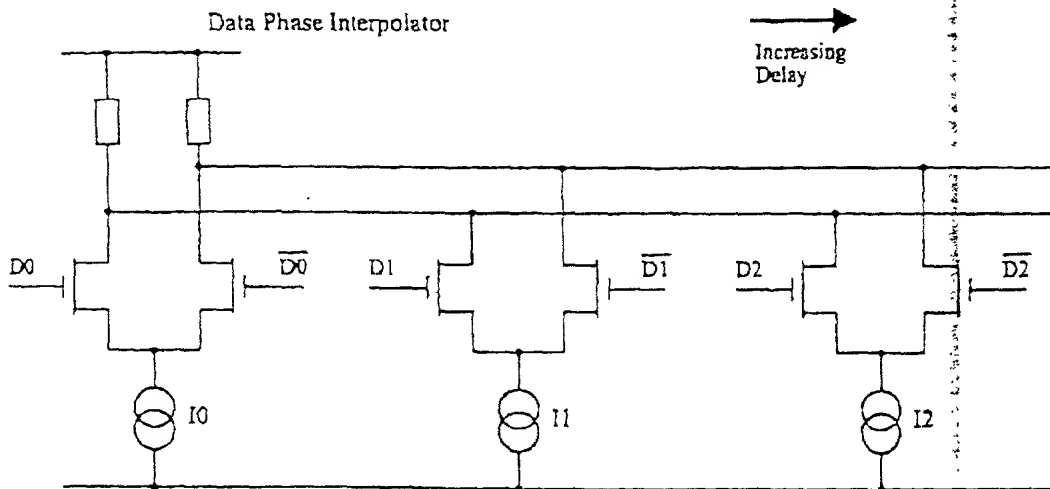 Data Phase Interpolator
Increasing
Delay
D0
D0̅
D1
D1̅
D2
D2̅
I0
I1
I2